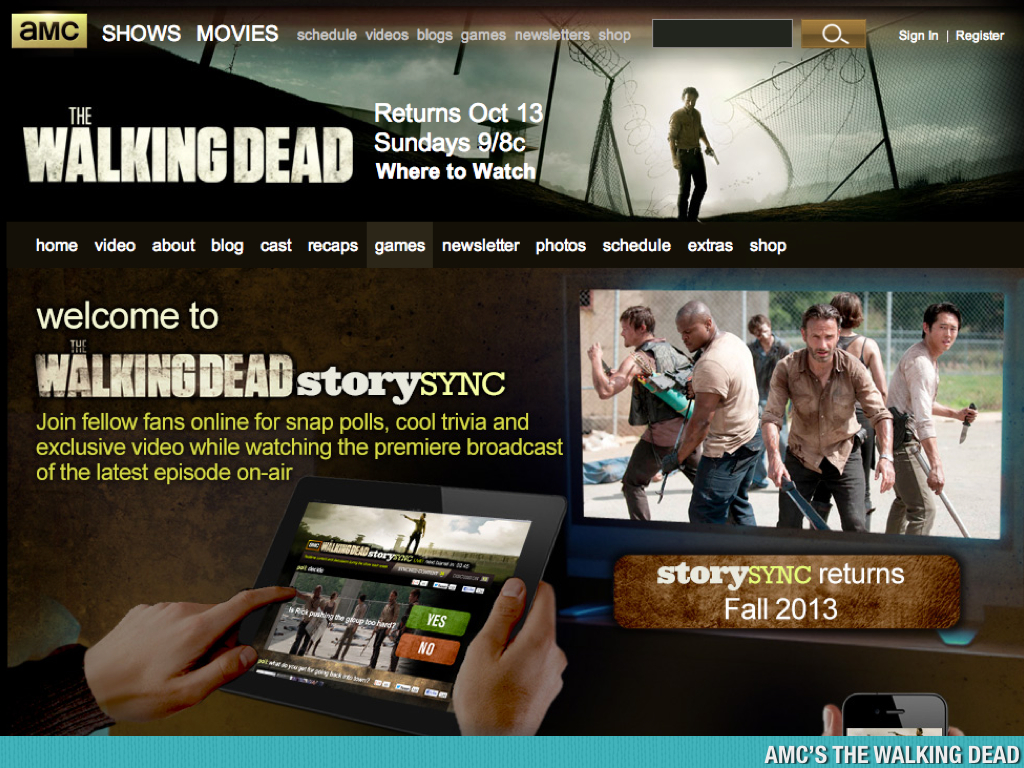 amc SHOWS MOVIES schedule videos blogs games newsletters shop Sign In | Register
THE
WALKING DEAD
Returns Oct 13
Sundays 9/8c
Where to Watch
home video about blog cast recaps games newsletter photos schedule extras shop
welcome to
THE
WALKING DEAD storySYNC
Join fellow fans online for snap polls, cool trivia and
exclusive video while watching the premiere broadcast
of the latest episode on-air
amc WALKING DEAD storySYNC
poll: decide
Is Rick pushing the group too hard?
YES
NO
poll: what do you get for going back into town?
storySYNC returns
Fall 2013
AMC'S THE WALKING DEAD